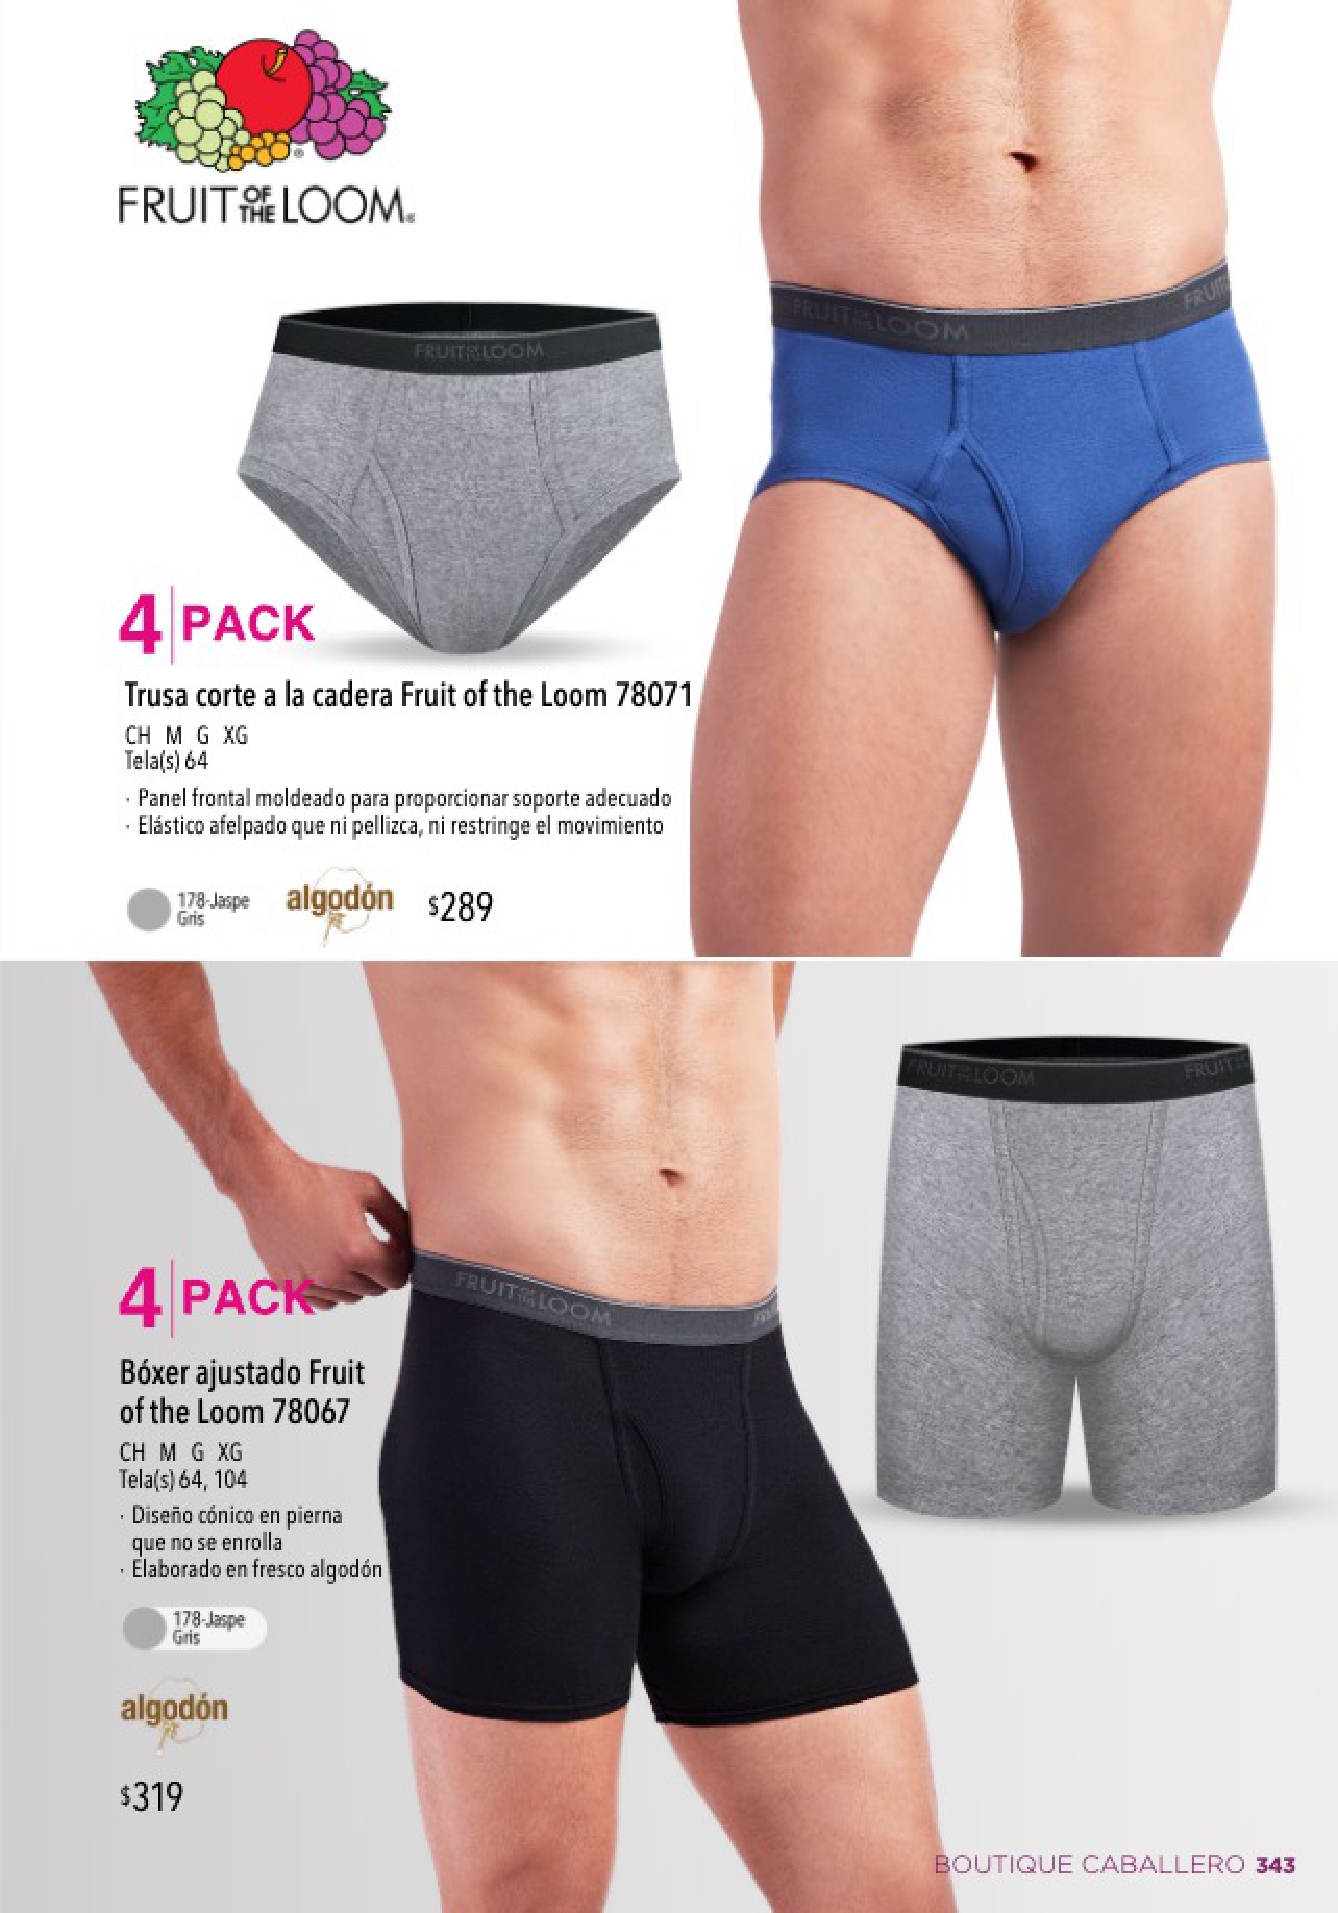 FRUIT OF THE LOOM®
FRUIT OF THE LOOM
FRUIT OF THE LOOM
FRUIT
4 PACK
Trusa corte a la cadera Fruit of the Loom 78071
CH M G XG
Tela(s) 64
· Panel frontal moldeado para proporcionar soporte adecuado
· Elástico afelpado que ni pellizca, ni restringe el movimiento
178-Jaspe
Gris
algodón
$289
FRUIT OF THE LOOM
FRUIT
FRUIT OF THE LOOM
4 PACK
Bóxer ajustado Fruit
of the Loom 78067
CH M G XG
Tela(s) 64, 104
· Diseño cónico en pierna
que no se enrolla
· Elaborado en fresco algodón
178-Jaspe
Gris
algodón
$319
BOUTIQUE CABALLERO 343